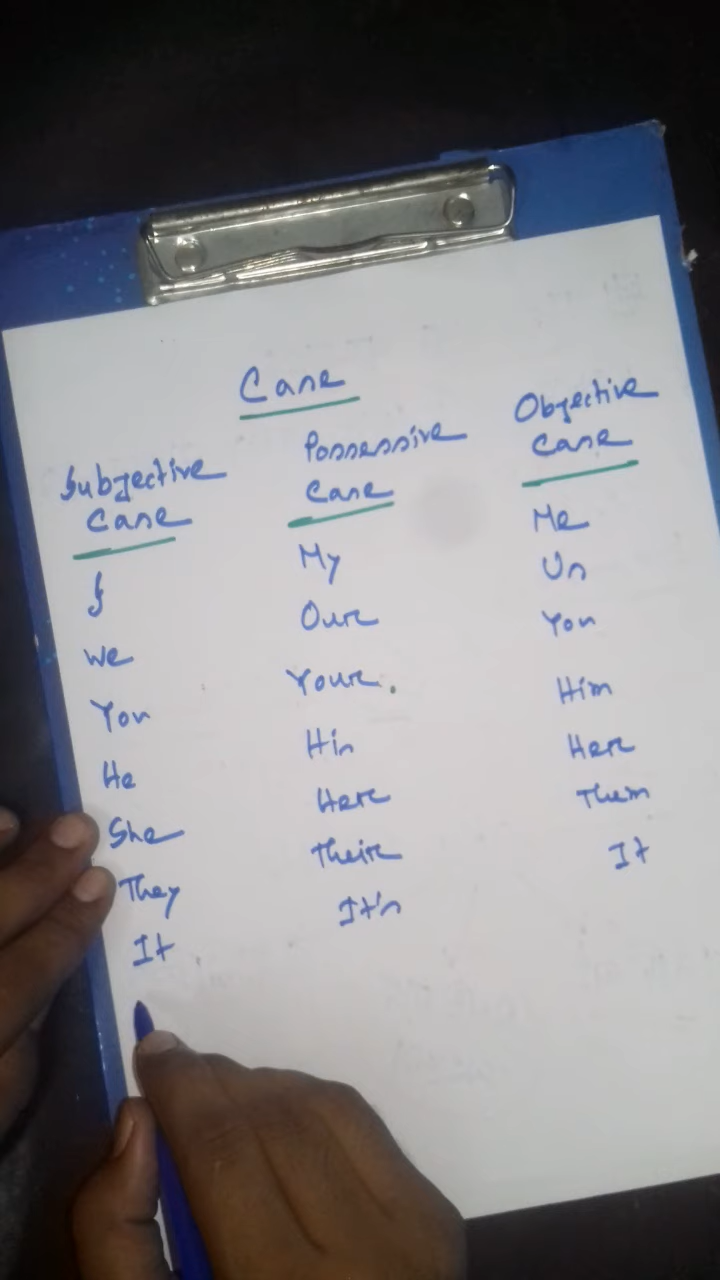 Case
Subjective Case
Possessive Case
Objective Case
I My Me
We Our Us
You Your. You
He His Him
She Her Her
They Their Them
It It's It